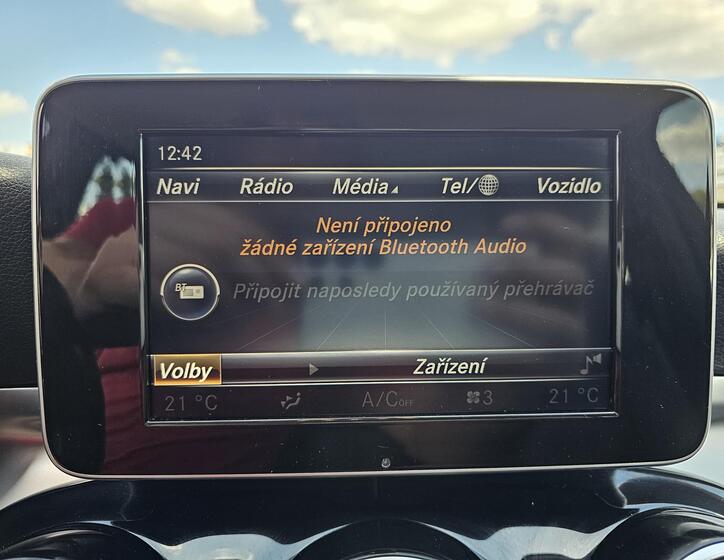 12:42
Navi Rádio Média Tel/ Vozidlo
Není připojeno
žádné zařízení Bluetooth Audio
BT
Připojit naposledy používaný přehrávač
Volby Zařízení
21 °C A/C OFF 3 21 °C